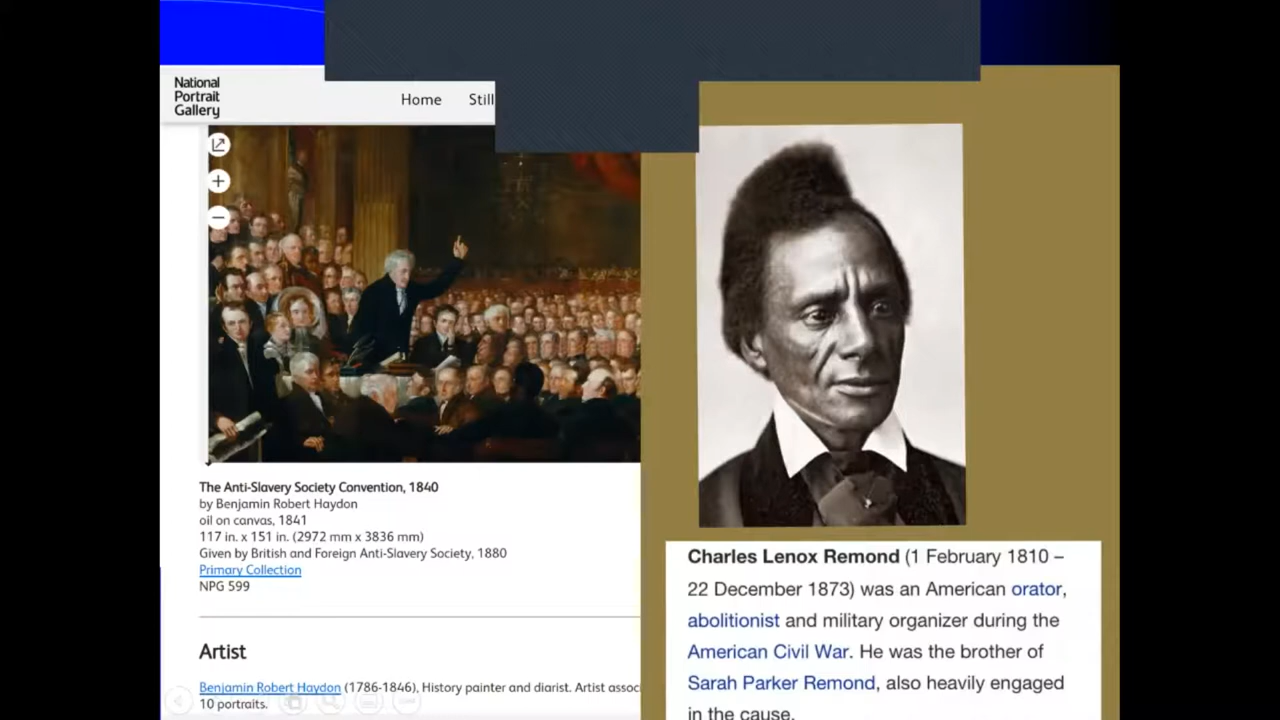 National
Portrait
Gallery
Home Still
The Anti-Slavery Society Convention, 1840
by Benjamin Robert Haydon
oil on canvas, 1841
117 in. x 151 in. (2972 mm x 3836 mm)
Given by British and Foreign Anti-Slavery Society, 1880
Primary Collection
NPG 599
Artist
Benjamin Robert Haydon (1786-1846), History painter and diarist. Artist assoc
10 portraits.
Charles Lenox Remond (1 February 1810 –
22 December 1873) was an American orator,
abolitionist and military organizer during the
American Civil War. He was the brother of
Sarah Parker Remond, also heavily engaged
in the cause.